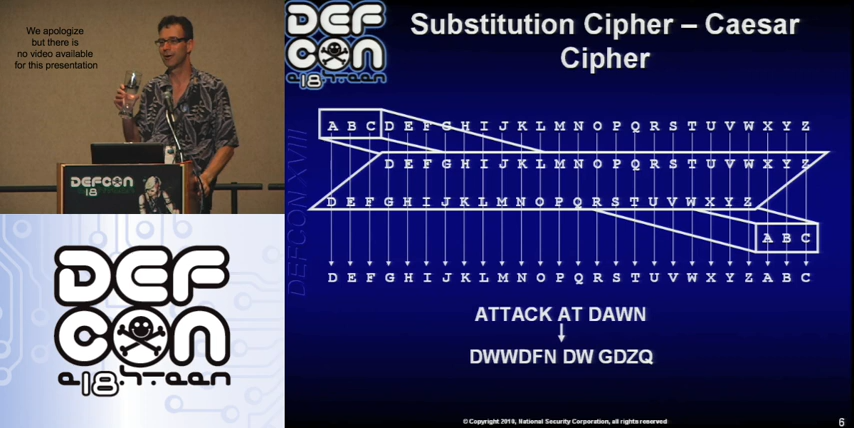 We apologize
but there is
no video available
for this presentation
DEFCON
18
DEF
CON
18
DEF
CON
18
Substitution Cipher – Caesar
Cipher
A B C D E F G H I J K L M N O P Q R S T U V W X Y Z
D E F G H I J K L M N O P Q R S T U V W X Y Z
D E F G H I J K L M N O P Q R S T U V W X Y Z
A B C
D E F G H I J K L M N O P Q R S T U V W X Y Z A B C
DEFCON XVIII
ATTACK AT DAWN
DWWDFN DW GDZQ
© Copyright 2010, National Security Corporation, all rights reserved
6